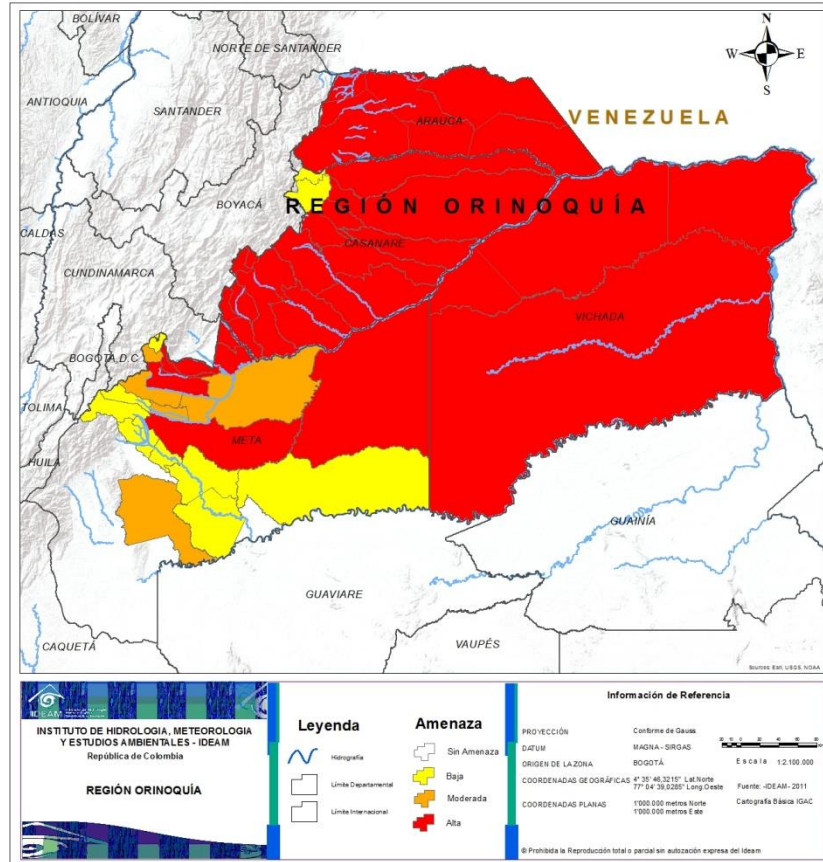 BOLÍVAR
NORTE DE SANTANDER
ANTIOQUIA
SANTANDER
N
W E
S
ARAUCA
VENEZUELA
BOYACÁ
REGIÓN ORINOQUÍA
CALDAS
CASANARE
CUNDINAMARCA
VICHADA
BOGOTÁ, D.C
TOLIMA
META
HUILA
GUAINÍA
GUAVIARE
CAQUETÁ
VAUPÉS
Sources: Esri, USGS, NOAA
IDEAM
INSTITUTO DE HIDROLOGIA, METEOROLOGIA
Y ESTUDIOS AMBIENTALES - IDEAM
República de Colombia
REGIÓN ORINOQUÍA
Leyenda
Hidrografía
Límite Departamental
Límite Internacional
Amenaza
Sin Amenaza
Baja
Moderada
Alta
Información de Referencia
PROYECCIÓN Conforme de Gauss
DATUM MAGNA - SIRGAS
ORIGEN DE LA ZONA BOGOTÁ
COORDENADAS GEOGRÁFICAS 4° 35' 46,3215" Lat.Norte
77° 04' 39,0285" Long.Oeste
COORDENADAS PLANAS 1'000.000 metros Norte
1'000.000 metros Este
Escala 1:2.100.000
Fuente: -IDEAM- 2011
Cartografía Básica IGAC
© Prohibida la Reproducción total o parcial sin autozación expresa del Ideam